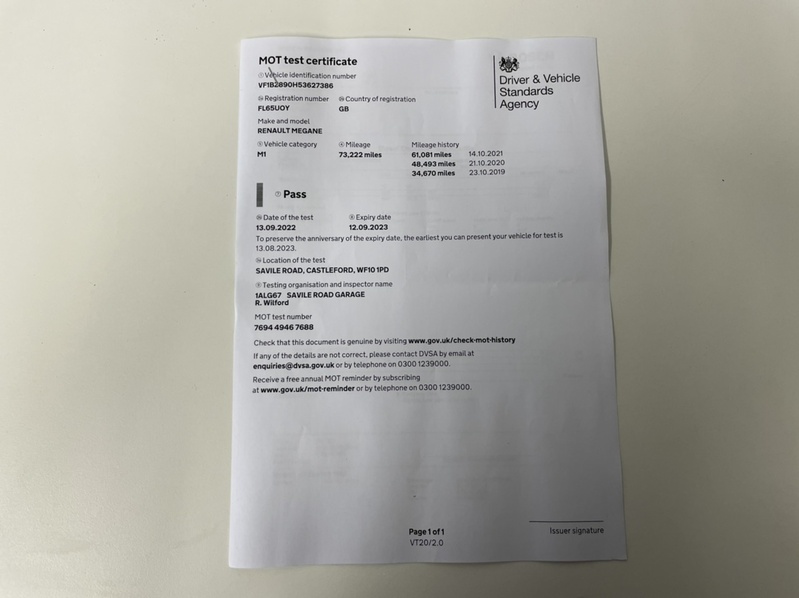 MOT test certificate
Vehicle identification number
VF1B2890H53627386
Registration number Country of registration
FL65UOY GB
Make and model
RENAULT MEGANE
Vehicle category Mileage Mileage history
M1 73,222 miles 61,081 miles 14.10.2021
48,493 miles 21.10.2020
34,670 miles 23.10.2019
Driver & Vehicle
Standards
Agency
Pass
Date of the test Expiry date
13.09.2022 12.09.2023
To preserve the anniversary of the expiry date, the earliest you can present your vehicle for test is
13.08.2023.
Location of the test
SAVILE ROAD, CASTLEFORD, WF10 1PD
Testing organisation and inspector name
1ALG67 SAVILE ROAD GARAGE
R. Wilford
MOT test number
7694 4946 7688
Check that this document is genuine by visiting www.gov.uk/check-mot-history
If any of the details are not correct, please contact DVSA by email at
enquiries@dvsa.gov.uk or by telephone on 0300 1239000.
Receive a free annual MOT reminder by subscribing
at www.gov.uk/mot-reminder or by telephone on 0300 1239000.
Issuer signature
Page 1 of 1
VT20/2.0